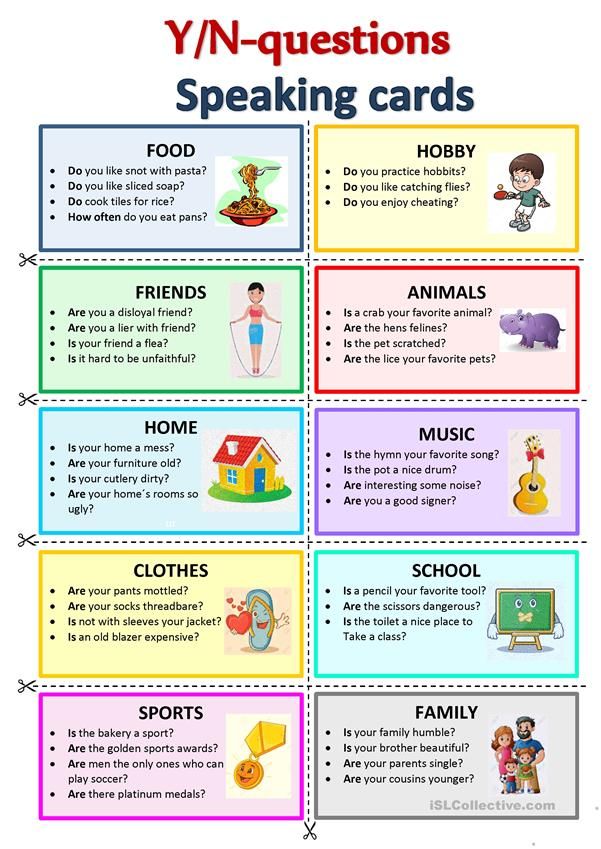 Y/N-questions
Speaking cards
FOOD
• Do you like snot with pasta?
• Do you like sliced soap?
• Do cook tiles for rice?
• How often do you eat pans?
HOBBY
• Do you practice hobbits?
• Do you like catching flies?
• Do you enjoy cheating?
FRIENDS
• Are you a disloyal friend?
• Are you a lier with friend?
• Is your friend a flea?
• Is it hard to be unfaithful?
ANIMALS
• Is a crab your favorite animal?
• Are the hens felines?
• Is the pet scratched?
• Are the lice your favorite pets?
HOME
• Is your home a mess?
• Are your furniture old?
• Is your cutlery dirty?
• Are your home´s rooms so
ugly?
MUSIC
• Is the hymn your favorite song?
• Is the pot a nice drum?
• Are interesting some noise?
• Are you a good signer?
CLOTHES
• Are your pants mottled?
• Are your socks threadbare?
• Is not with sleeves your jacket?
• Is an old blazer expensive?
SCHOOL
• Is a pencil your favorite tool?
• Are the scissors dangerous?
• Is the toilet a nice place to
Take a class?
SPORTS
• Is the bakery a sport?
• Are the golden sports awards?
• Are men the only ones who can
play soccer?
• Are there platinum medals?
FAMILY
• Is your family humble?
• Is your brother beautiful?
• Are your parents single?
• Are your cousins younger?
iSLCollective.com